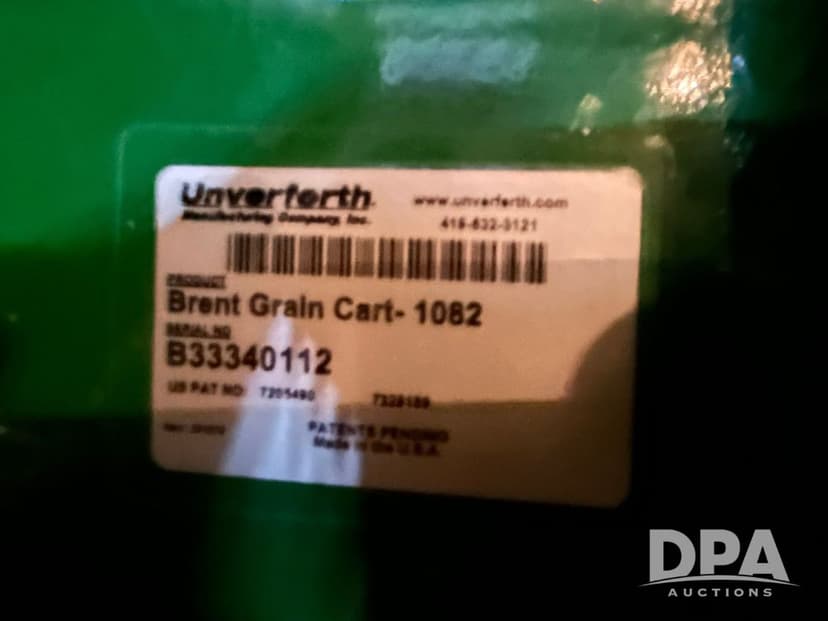 Unverferth
Manufacturing Company, Inc.
www.unverferth.com
419-532-3121
PRODUCT
Brent Grain Cart- 1082
SERIAL NO
B33340112
US PAT NO 7205490
PATENTS PENDING
Made in the U.S.A.
DPA
AUCTIONS